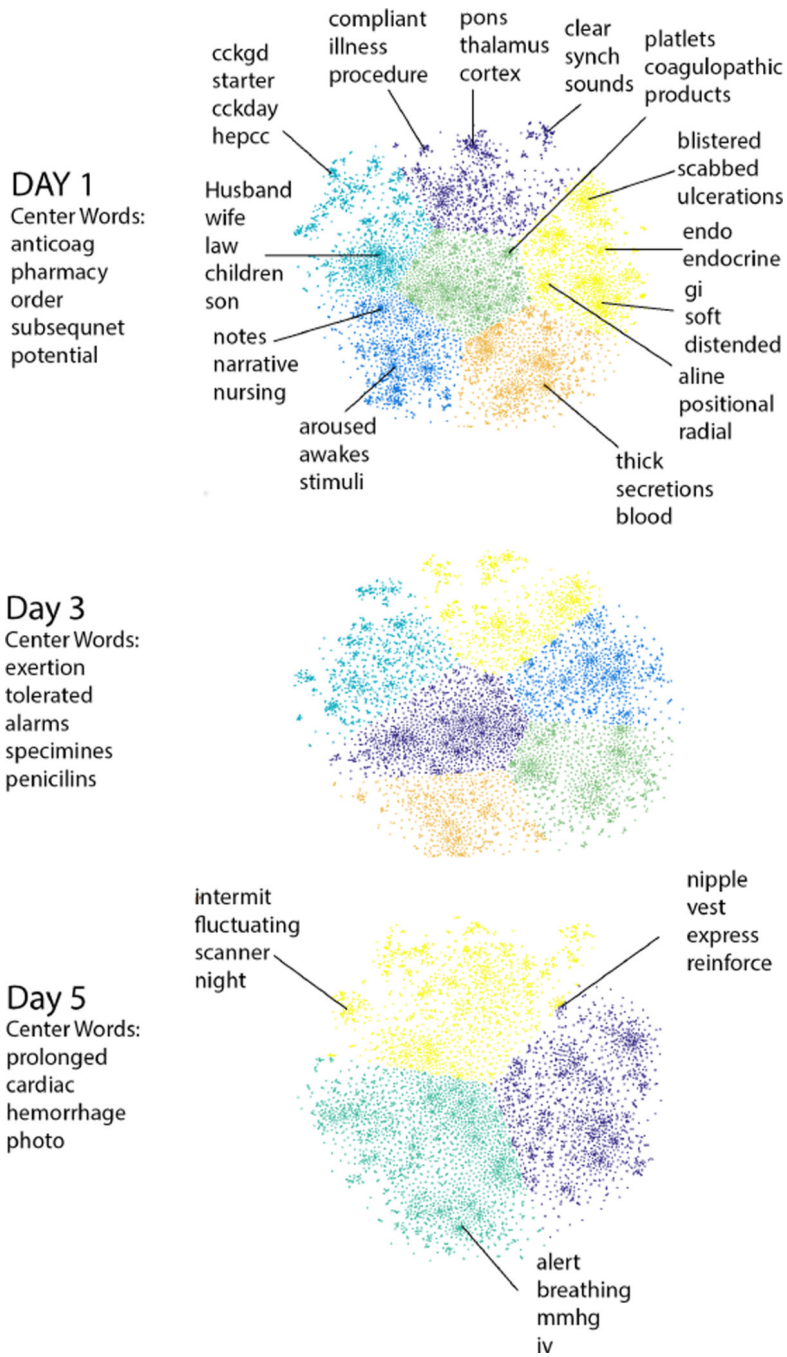 cckgd
starter
cckday
hepcc
compliant
illness
procedure
pons
thalamus
cortex
clear
synch
sounds
platlets
coagulopathic
products
DAY 1
Center Words:
anticoag
pharmacy
order
subsequnet
potential
Husband
wife
law
children
son
notes
narrative
nursing
aroused
awakes
stimuli
blistered
scabbed
ulcerations
endo
endocrine
gi
soft
distended
aline
positional
radial
thick
secretions
blood
Day 3
Center Words:
exertion
tolerated
alarms
specimines
penicilins
Day 5
Center Words:
prolonged
cardiac
hemorrhage
photo
intermit
fluctuating
scanner
night
nipple
vest
express
reinforce
alert
breathing
mmhg
iv